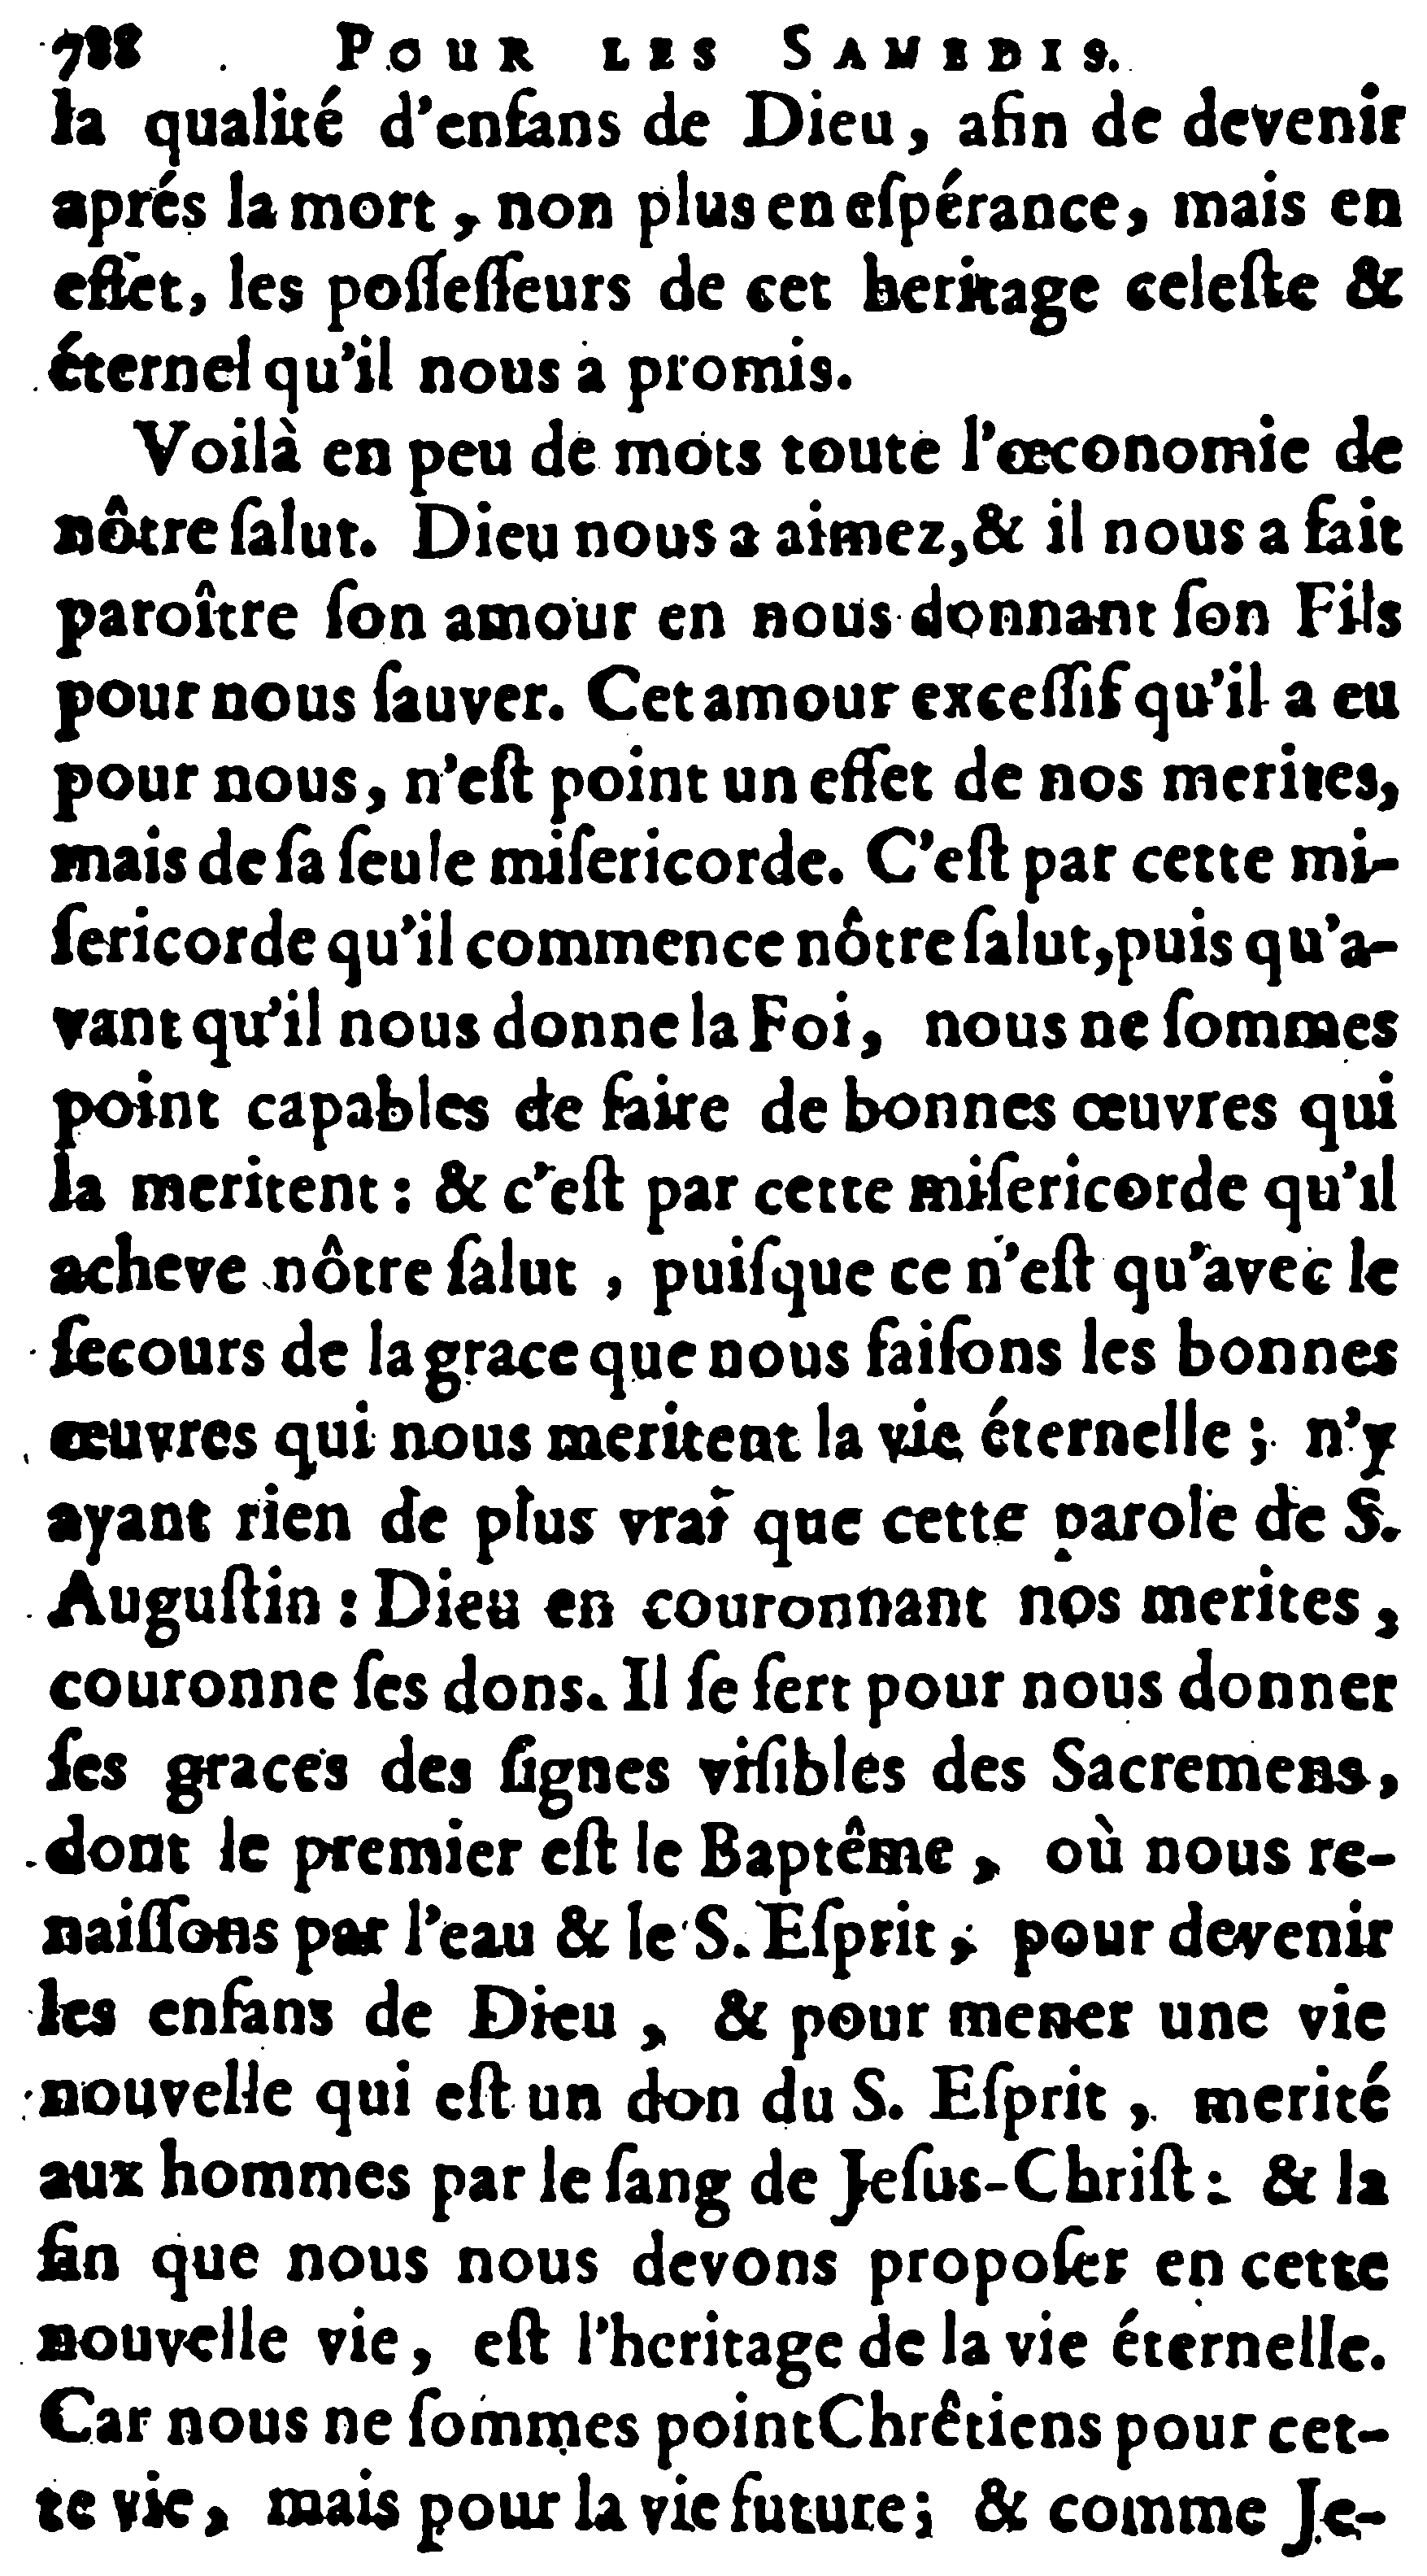 788 POUR LES SAMEDIS.
la qualité d'enfans de Dieu, afin de devenir
aprés la mort, non plus en eſpérance, mais en
effet, les poſſeſſeurs de cet heritage celeſte &
éternel qu'il nous a promis.
Voilà en peu de mots toute l'œconomie de
nôtre ſalut. Dieu nous a aimez, & il nous a fait
paroître ſon amour en nous donnant ſon Fils
pour nous ſauver. Cet amour exceſſif qu'il a eu
pour nous, n'eſt point un effet de nos merites,
mais de ſa ſeule miſericorde. C'eſt par cette mi-
ſericorde qu'il commence nôtre ſalut, puis qu'a-
vant qu'il nous donne la Foi, nous ne ſommes
point capables de faire de bonnes œuvres qui
la meritent : & c'eſt par cette miſericorde qu'il
acheve nôtre ſalut , puiſque ce n'eſt qu'avec le
ſecours de la grace que nous faiſons les bonnes
œuvres qui nous meritent la vie éternelle ; n'y
ayant rien de plus vrai que cette parole de S.
Auguſtin : Dieu en couronnant nos merites ,
couronne ſes dons. Il ſe ſert pour nous donner
ſes graces des ſignes viſibles des Sacremens,
dont le premier eſt le Baptême , où nous re-
naiſſons par l'eau & le S. Eſprit , pour devenir
les enfans de Dieu , & pour mener une vie
nouvelle qui eſt un don du S. Eſprit , merité
aux hommes par le ſang de Jeſus-Chriſt : & la
fin que nous nous devons propoſer en cette
nouvelle vie, eſt l'heritage de la vie éternelle.
Car nous ne ſommes point Chrêtiens pour cet-
te vie, mais pour la vie future ; & comme Je-